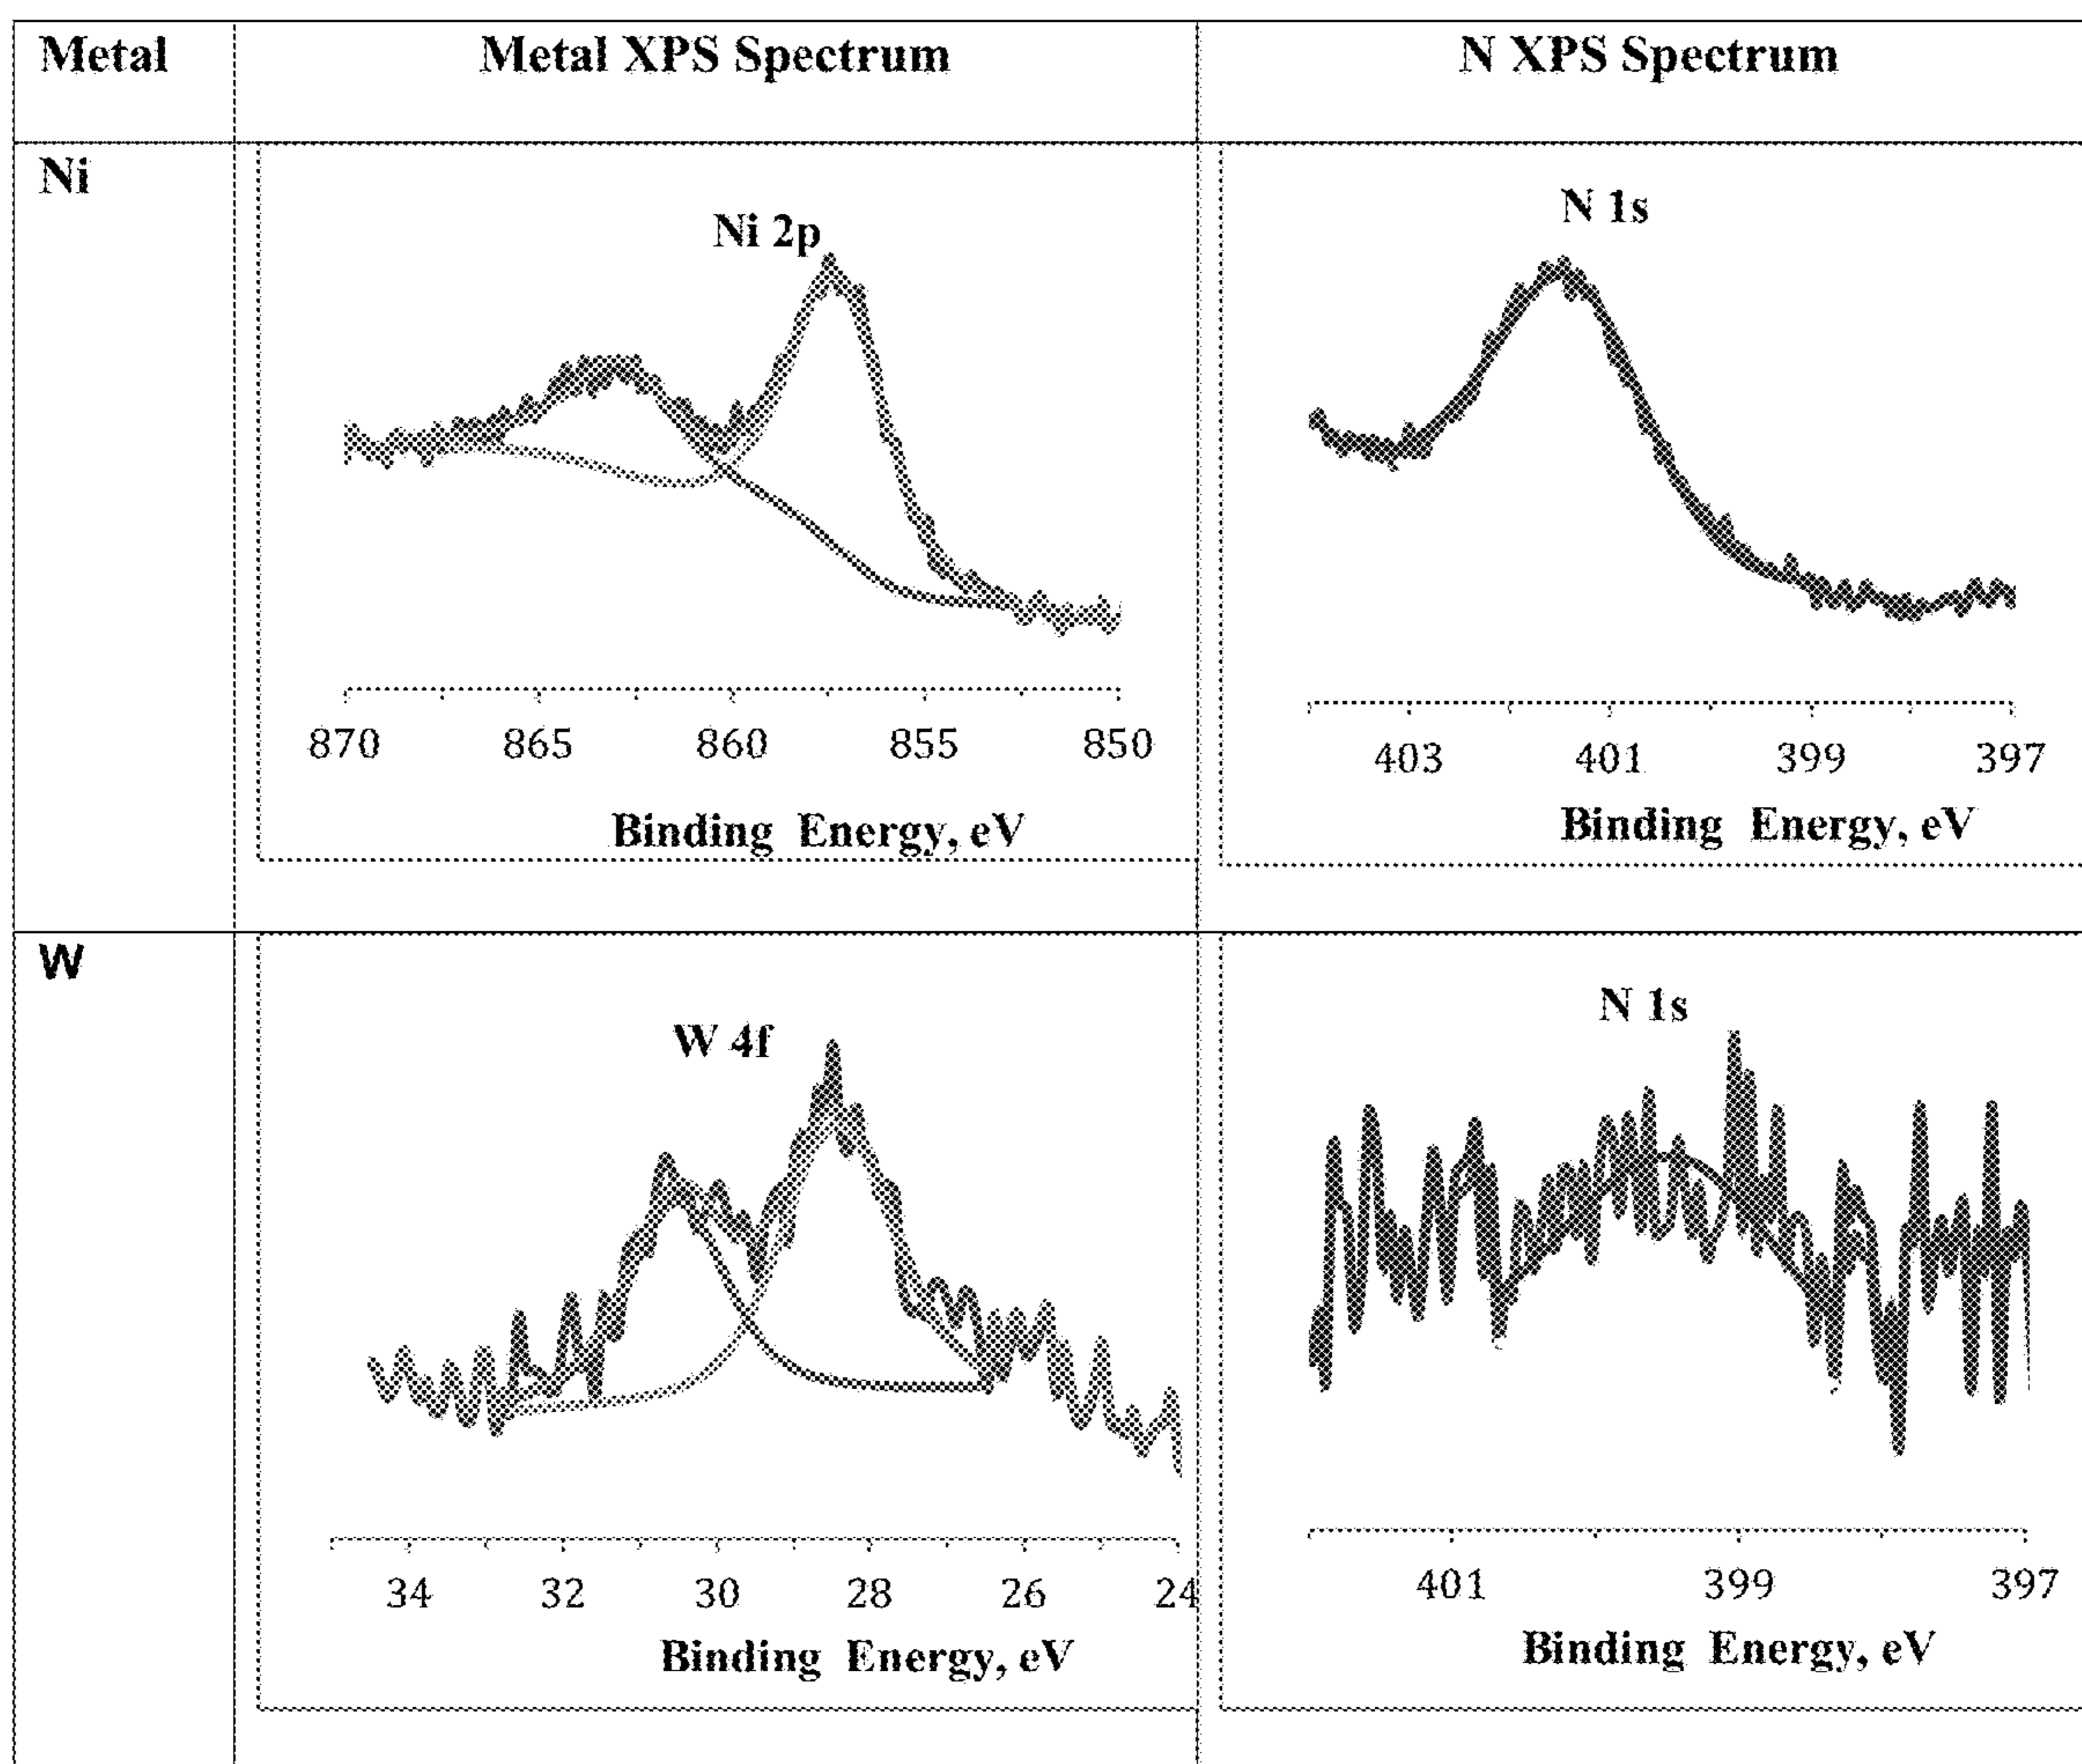 Metal Metal XPS Spectrum N XPS Spectrum
Ni
Ni 2p
870 865 860 855 850
Binding Energy, eV
N 1s
403 401 399 397
Binding Energy, eV
W
W 4f
34 32 30 28 26 24
Binding Energy, eV
N 1s
401 399 397
Binding Energy, eV